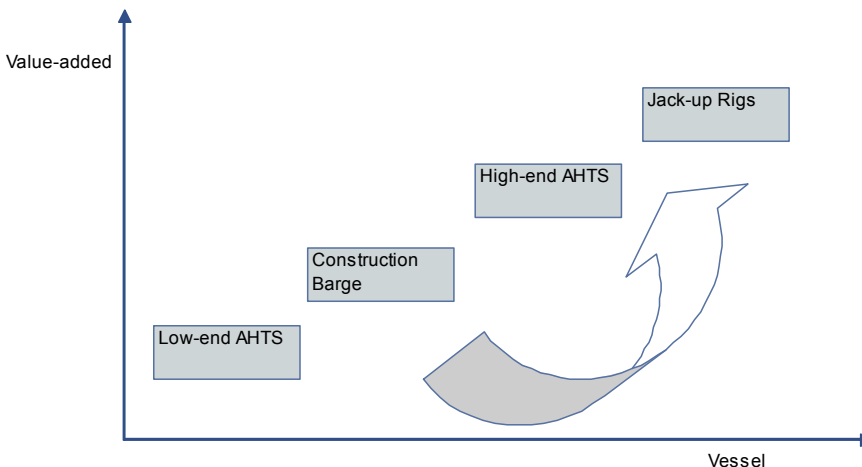 Value-added
Jack-up Rigs
High-end AHTS
Construction
Barge
Low-end AHTS
Vessel